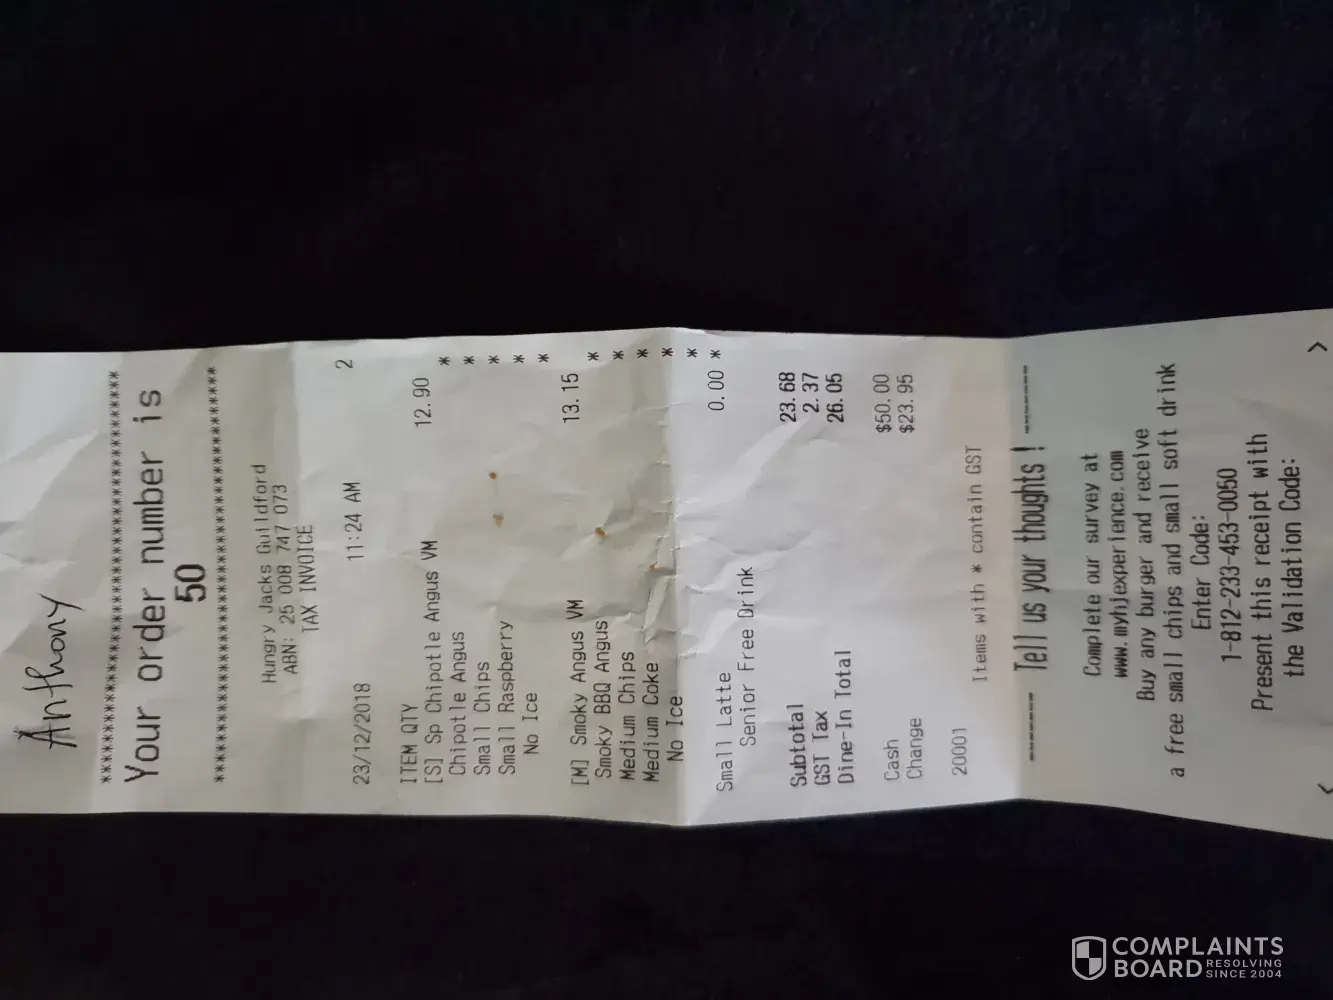 Anthony
****************************************
Your order number is
50
****************************************
Hungry Jacks Guildford
ABN: 25 008 747 073
TAX INVOICE
23/12/2018 11:24 AM 2
ITEM QTY
[S] Sp Chipotle Angus VM 12.90 *
Chipotle Angus *
Small Chips *
Small Raspberry *
No Ice *
[M] Smoky Angus VM 13.15 *
Smoky BBQ Angus *
Medium Chips *
Medium Coke *
No Ice *
Small Latte 0.00 *
Senior Free Drink
Subtotal 23.68
GST Tax 2.37
Dine-In Total 26.05
Cash $50.00
Change $23.95
20001 Items with * contain GST
------ Tell us your thoughts ! ------
Complete our survey at
www.myhjexperience.com
Buy any burger and receive
a free small chips and small soft drink
Enter Code:
1-812-233-453-0050
Present this receipt with
the Validation Code:
< >
COMPLAINTS
BOARD RESOLVING
SINCE 2004